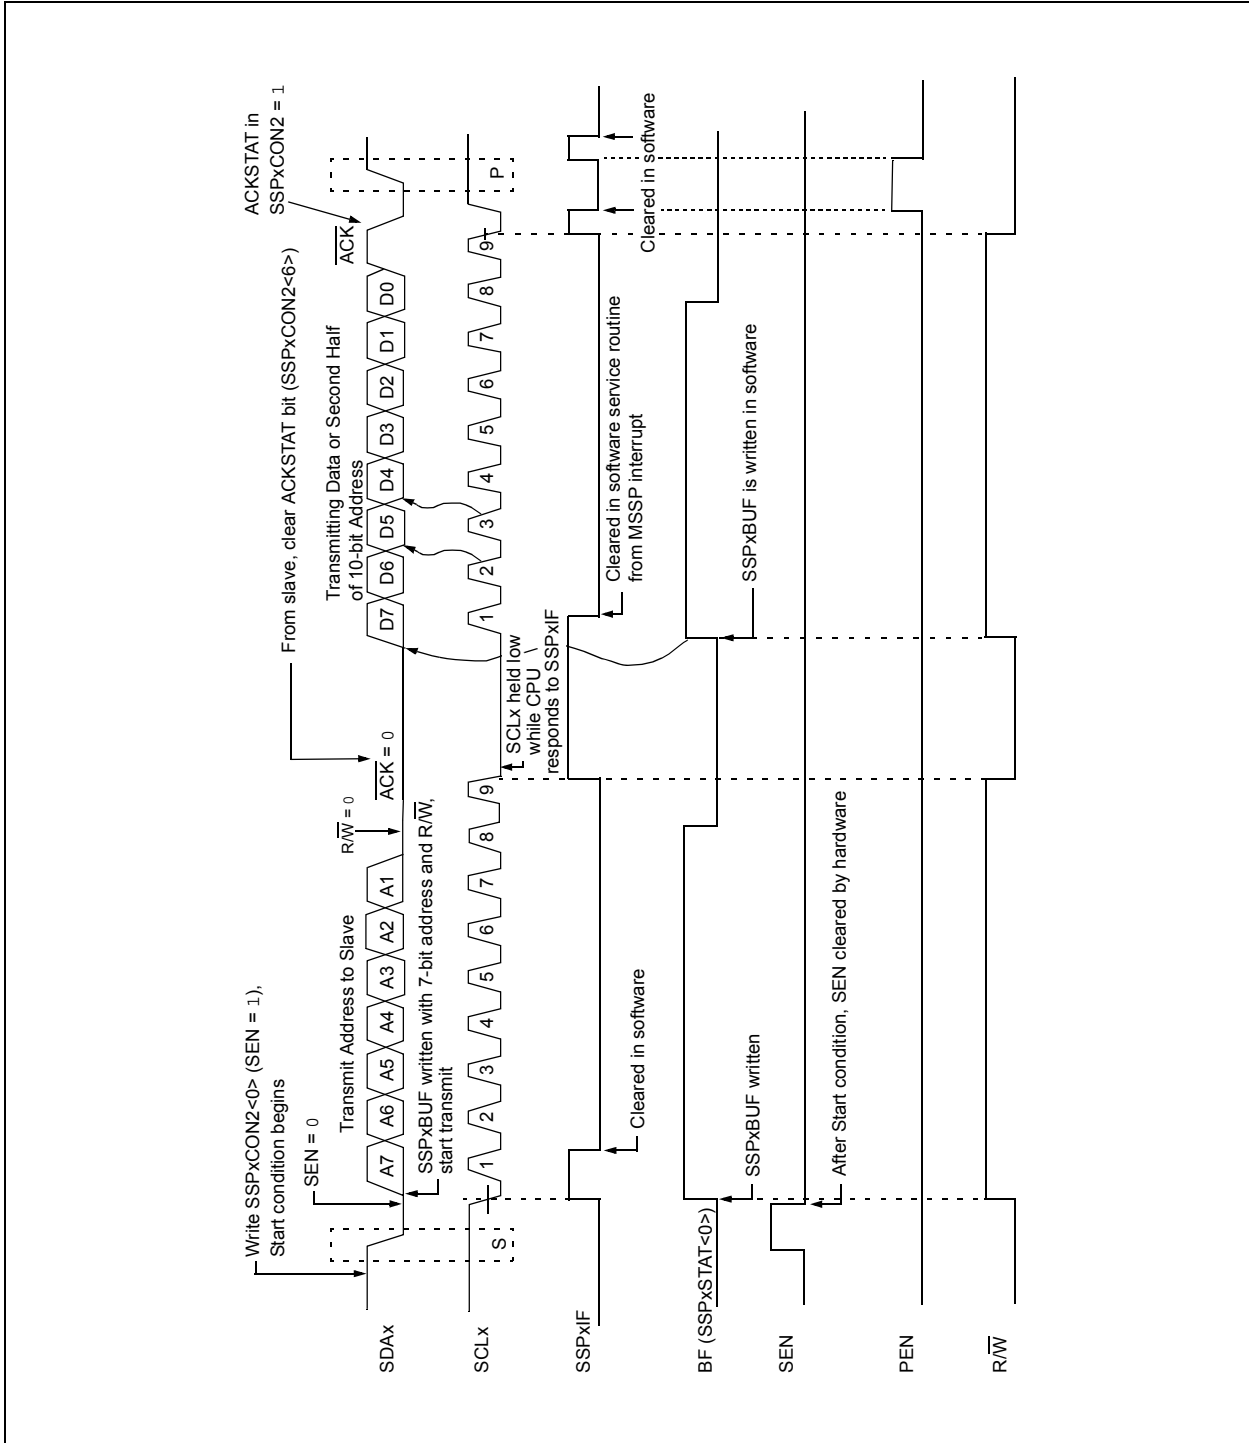 Write SSPxCON2<0> (SEN = 1),
Start condition begins
SEN = 0
From slave, clear ACKSTAT bit (SSPxCON2<6>)
ACKSTAT in
SSPxCON2 = 1
Transmit Address to Slave
R/W = 0
ACK = 0
Transmitting Data or Second Half
of 10-bit Address
ACK
SDAx
A7 A6 A5 A4 A3 A2 A1
D7 D6 D5 D4 D3 D2 D1 D0
SSPxBUF written with 7-bit address and R/W,
start transmit
SCLx
S
1 2 3 4 5 6 7 8 9
1 2 3 4 5 6 7 8 9
P
SCLx held low
while CPU
responds to SSPxIF
SSPxIF
Cleared in software
Cleared in software service routine
from MSSP interrupt
Cleared in software
Cleared in software
BF (SSPxSTAT<0>)
SSPxBUF written
SSPxBUF is written in software
SEN
After Start condition, SEN cleared by hardware
PEN
R/W